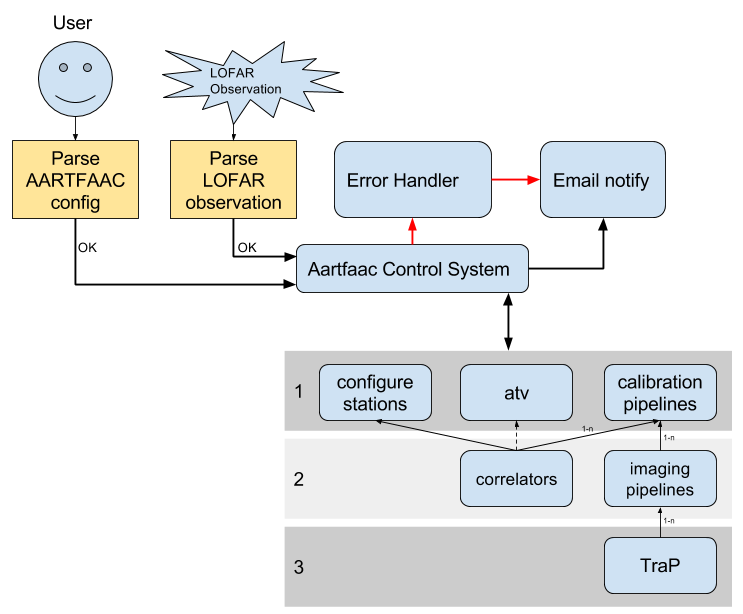 User
LOFAR
Observation
Parse
AARTFAAC
config
Parse
LOFAR
observation
Error Handler
Email notify
OK
OK
Aartfaac Control System
1
configure
stations
atv
calibration
pipelines
1-n
1-n
2
correlators
imaging
pipelines
1-n
3
TraP